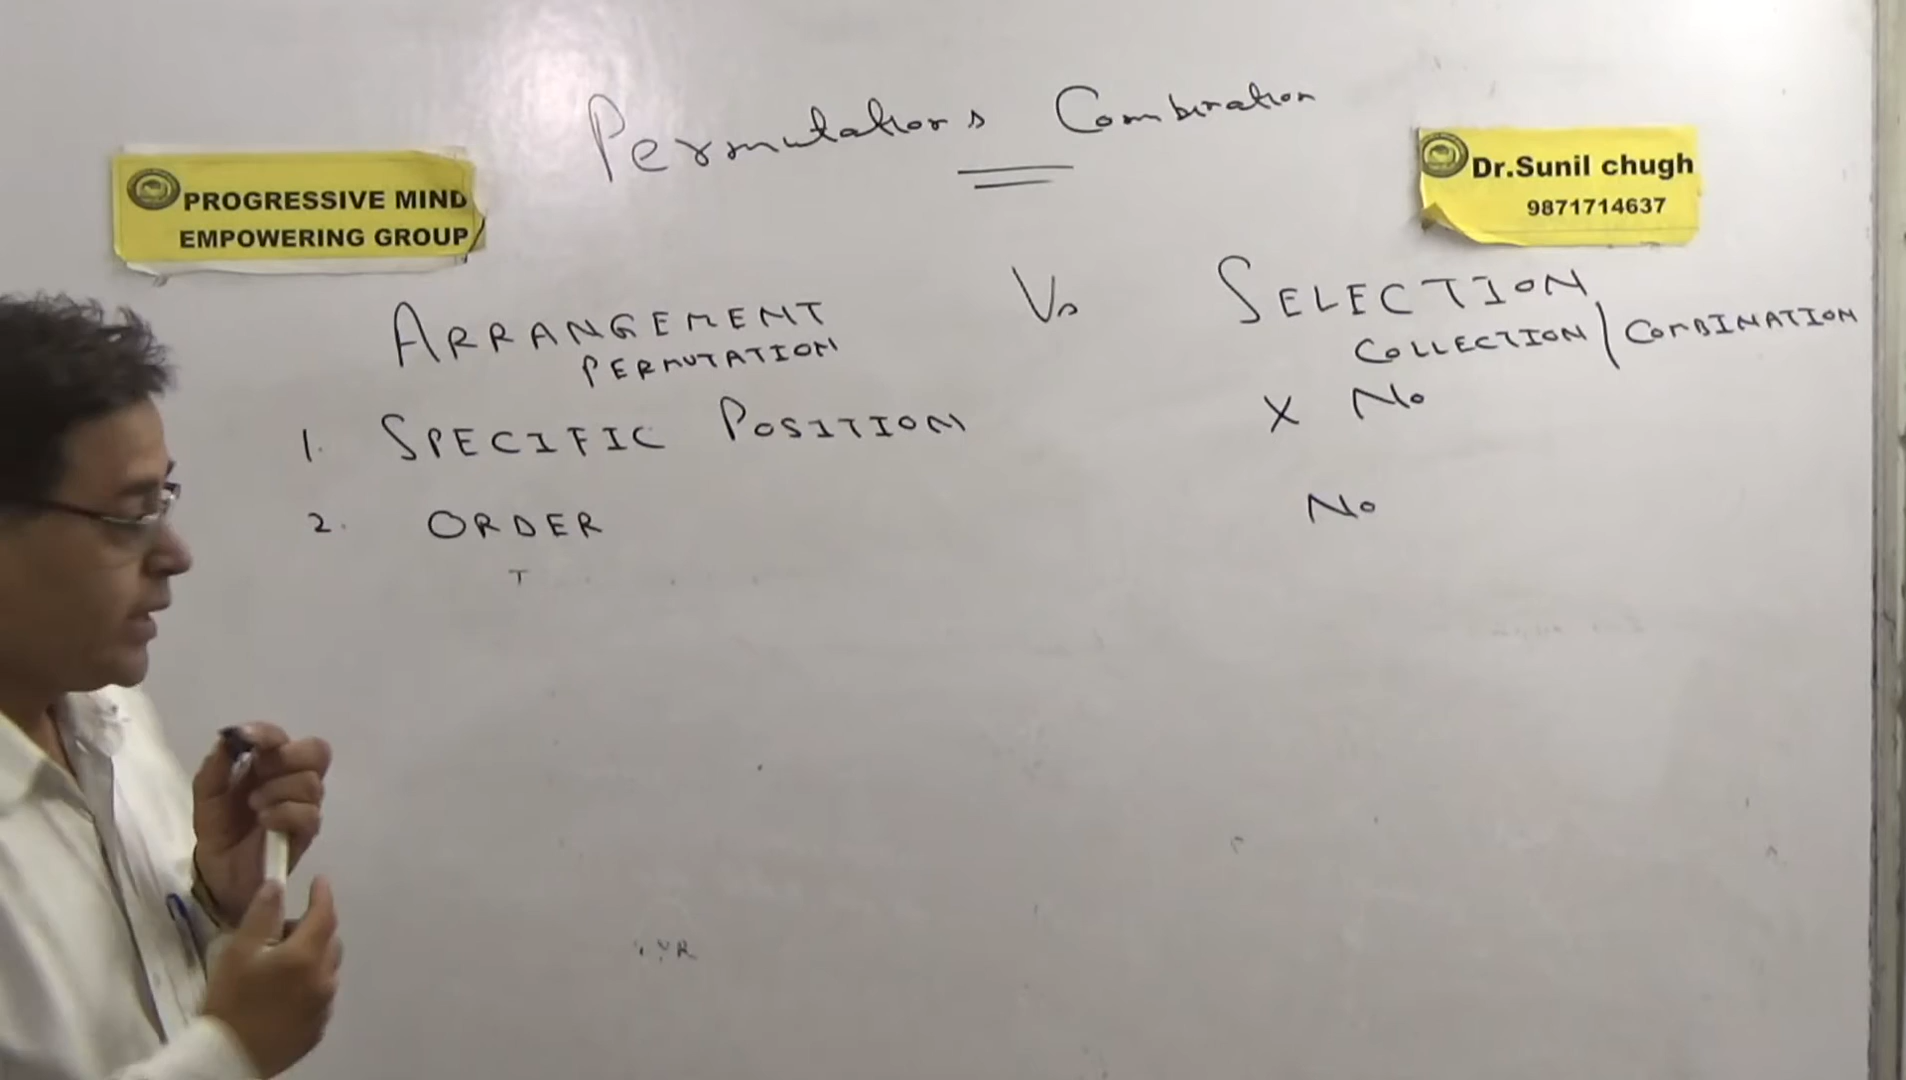 Permutations Combination
PROGRESSIVE MIND
EMPOWERING GROUP
Dr.Sunil chugh
9871714637
ARRANGEMENT Vs SELECTION
PERMUTATION COLLECTION / COMBINATION
1. SPECIFIC POSITION X No
2. ORDER No